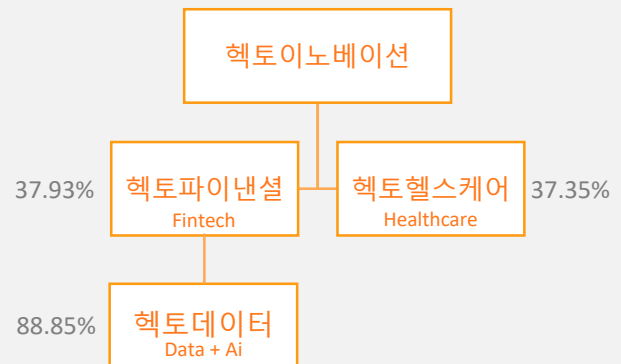 헥토이노베이션
37.93%
헥토파이낸셜
Fintech
헥토헬스케어
Healthcare
37.35%
88.85%
헥토데이터
Data + Ai